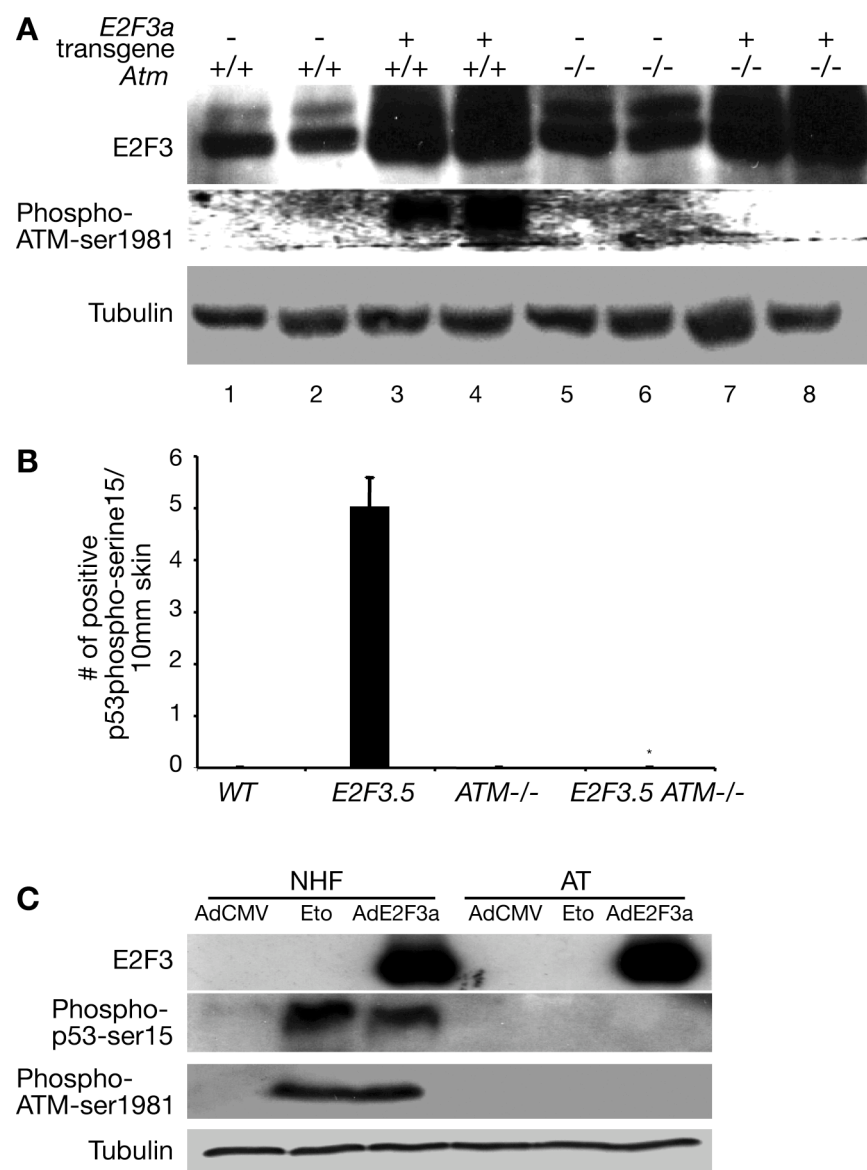 A
E2F3a transgene - - + + - - + +
Atm +/+ +/+ +/+ +/+ -/- -/- -/- -/-
E2F3
Phospho-
ATM-ser1981
Tubulin
1 2 3 4 5 6 7 8
B
# of positive
p53phospho-serine15/
10mm skin
6
5
4
3
2
1
0
*
WT E2F3.5 ATM-/- E2F3.5 ATM-/-
C
NHF AT
AdCMV Eto AdE2F3a AdCMV Eto AdE2F3a
E2F3
Phospho-
p53-ser15
Phospho-
ATM-ser1981
Tubulin